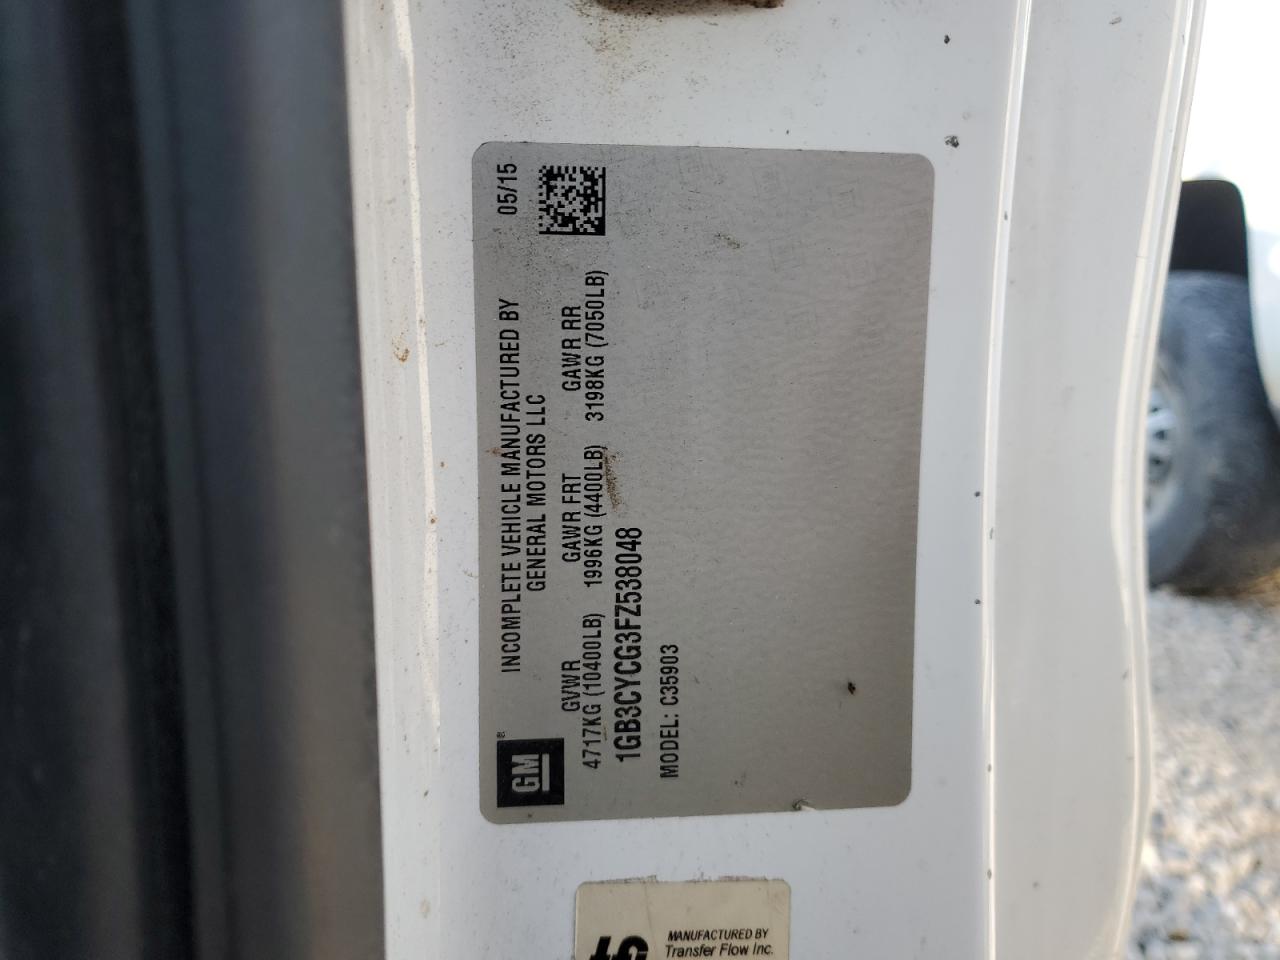 GM
INCOMPLETE VEHICLE MANUFACTURED BY
GENERAL MOTORS LLC
05/15
GVWR GAWR FRT GAWR RR
4717KG (10400LB) 1996KG (4400LB) 3198KG (7050LB)
1GB3CYCG3FZ538048
MODEL: C35903
MANUFACTURED BY
Transfer Flow Inc.